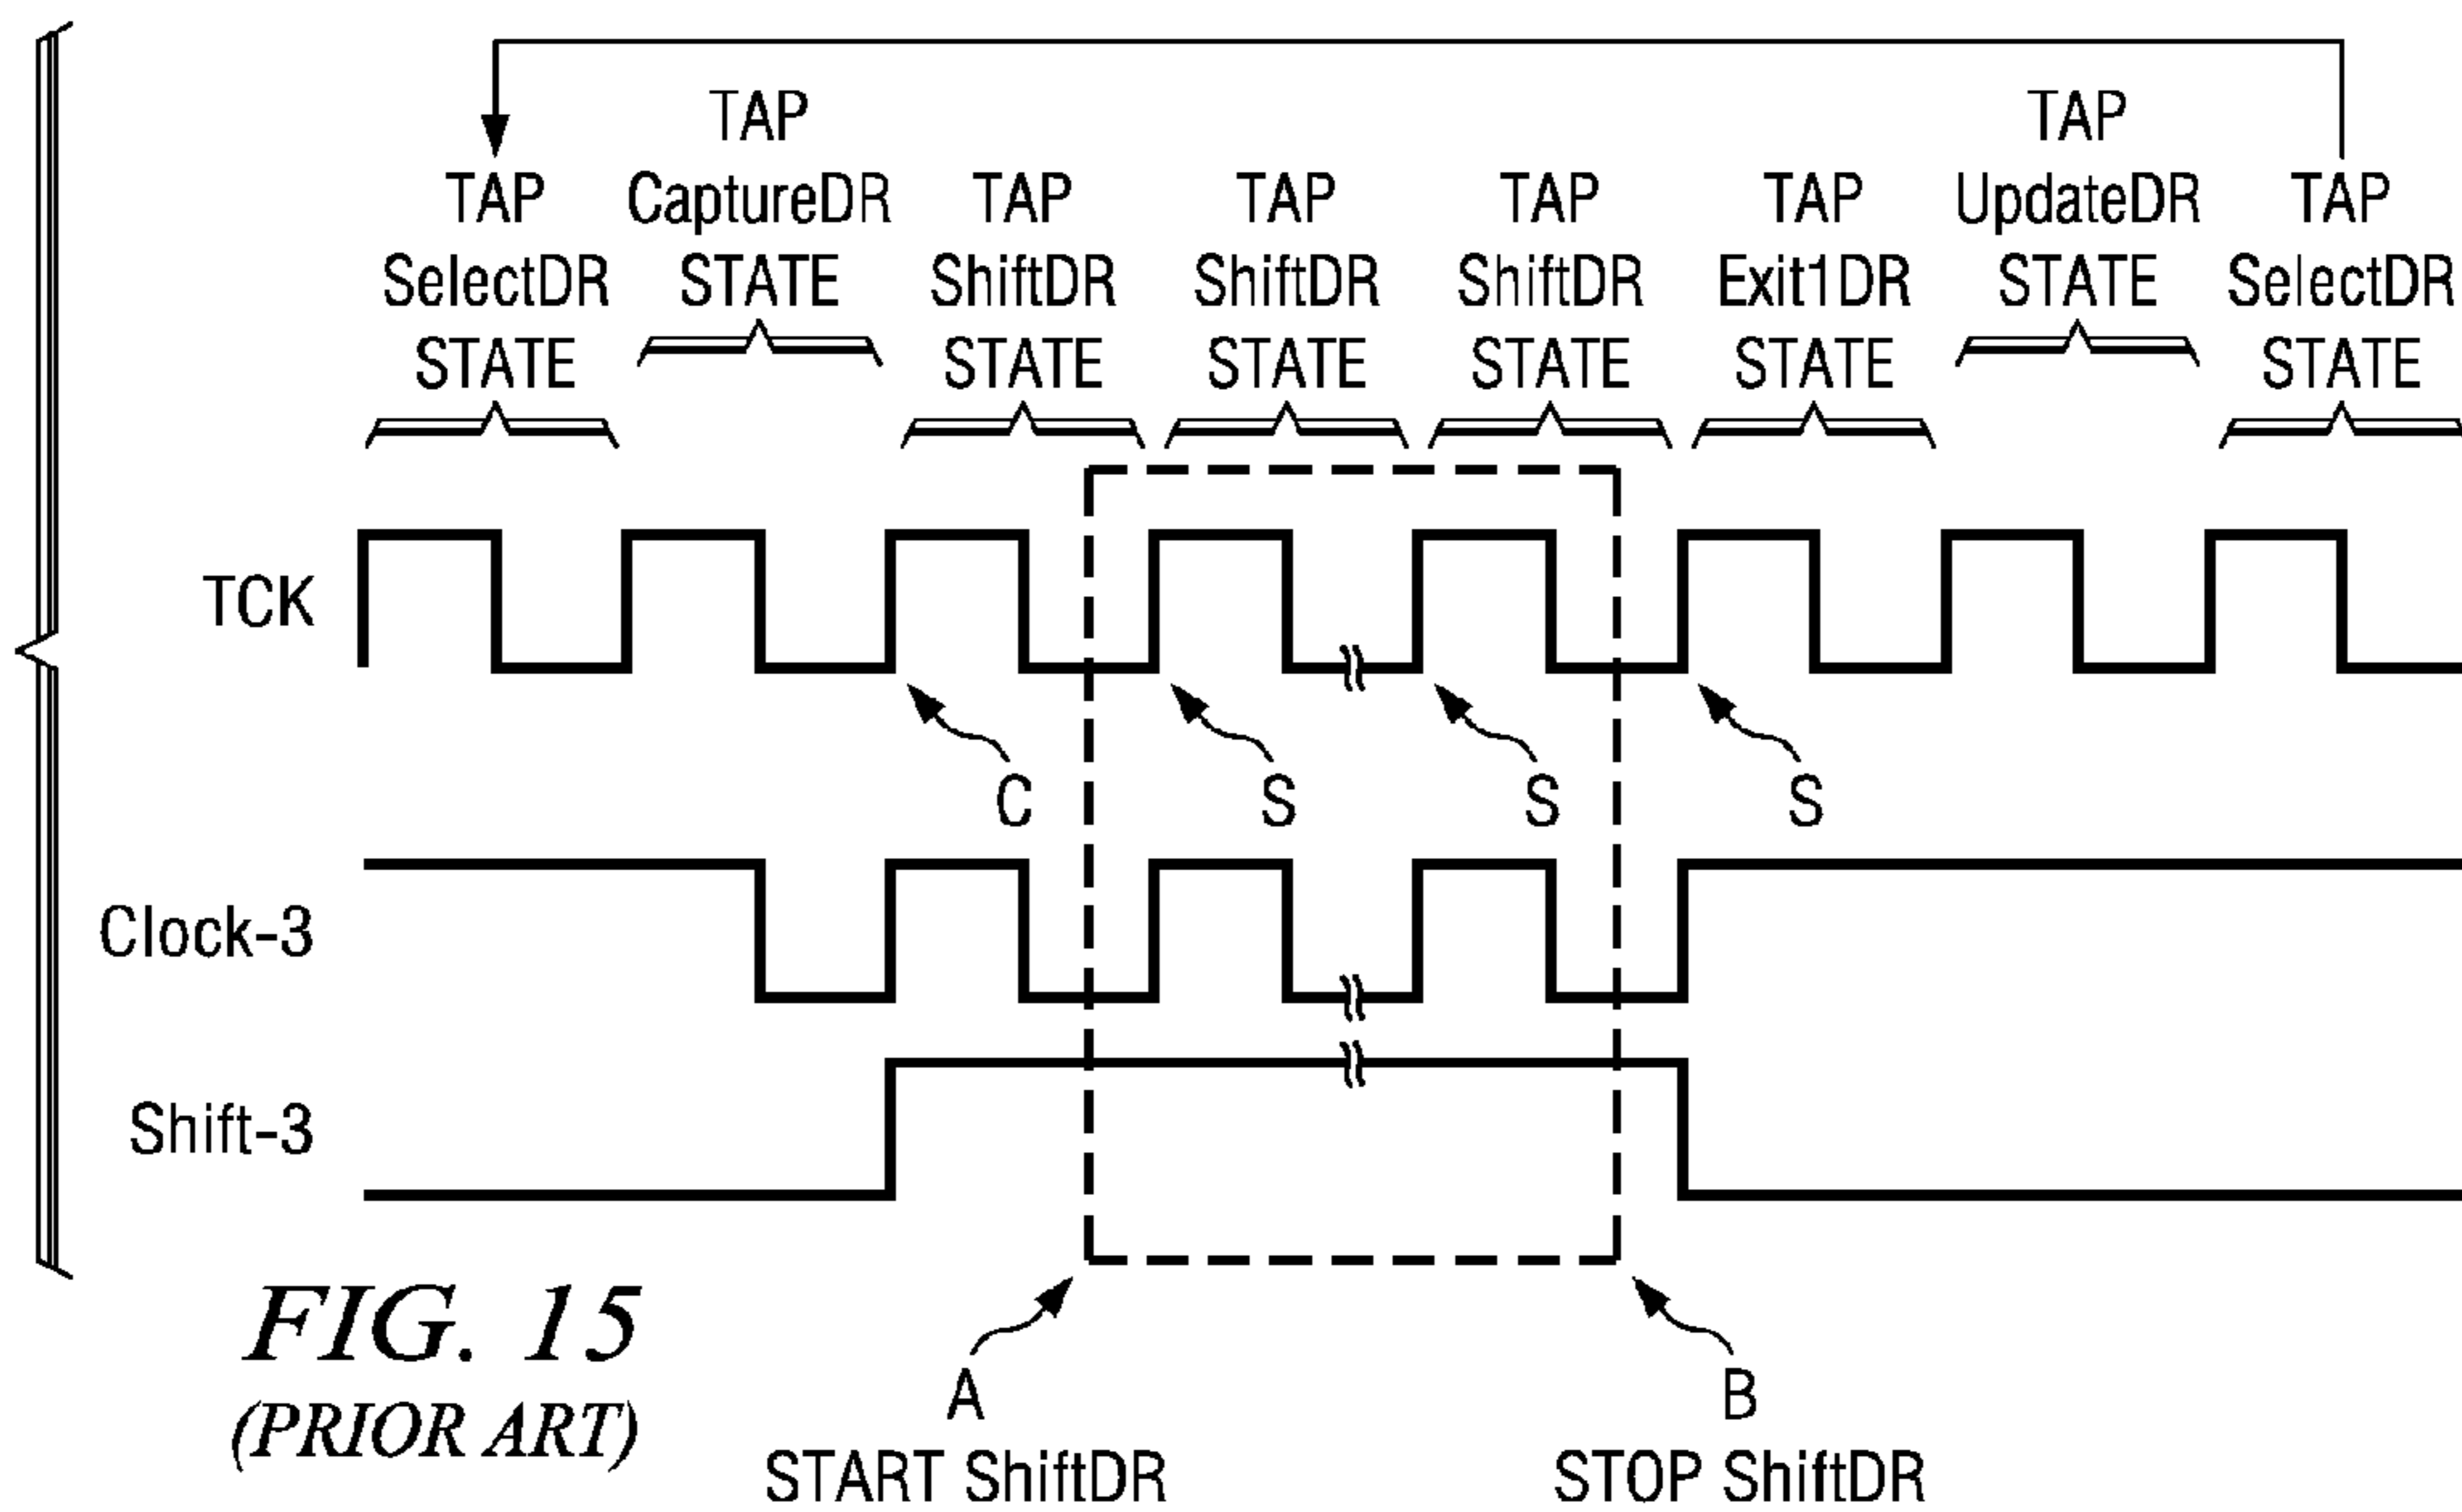 TAP
SelectDR
STATE
TAP
CaptureDR
STATE
TAP
ShiftDR
STATE
TAP
ShiftDR
STATE
TAP
ShiftDR
STATE
TAP
Exit1DR
STATE
TAP
UpdateDR
STATE
TAP
SelectDR
STATE
TCK
C
S
S
S
Clock-3
Shift-3
A
START ShiftDR
B
STOP ShiftDR
FIG. 15
(PRIOR ART)